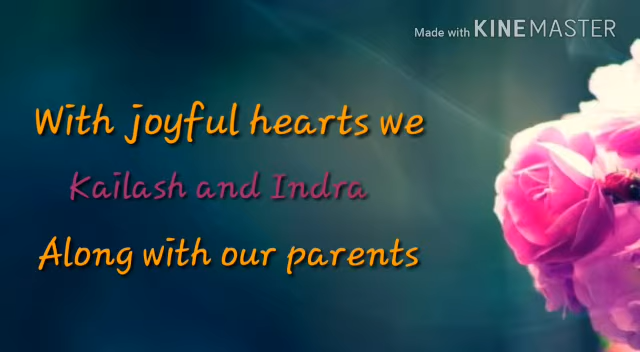 Made with KINEMASTER
With joyful hearts we
Kailash and Indra
Along with our parents